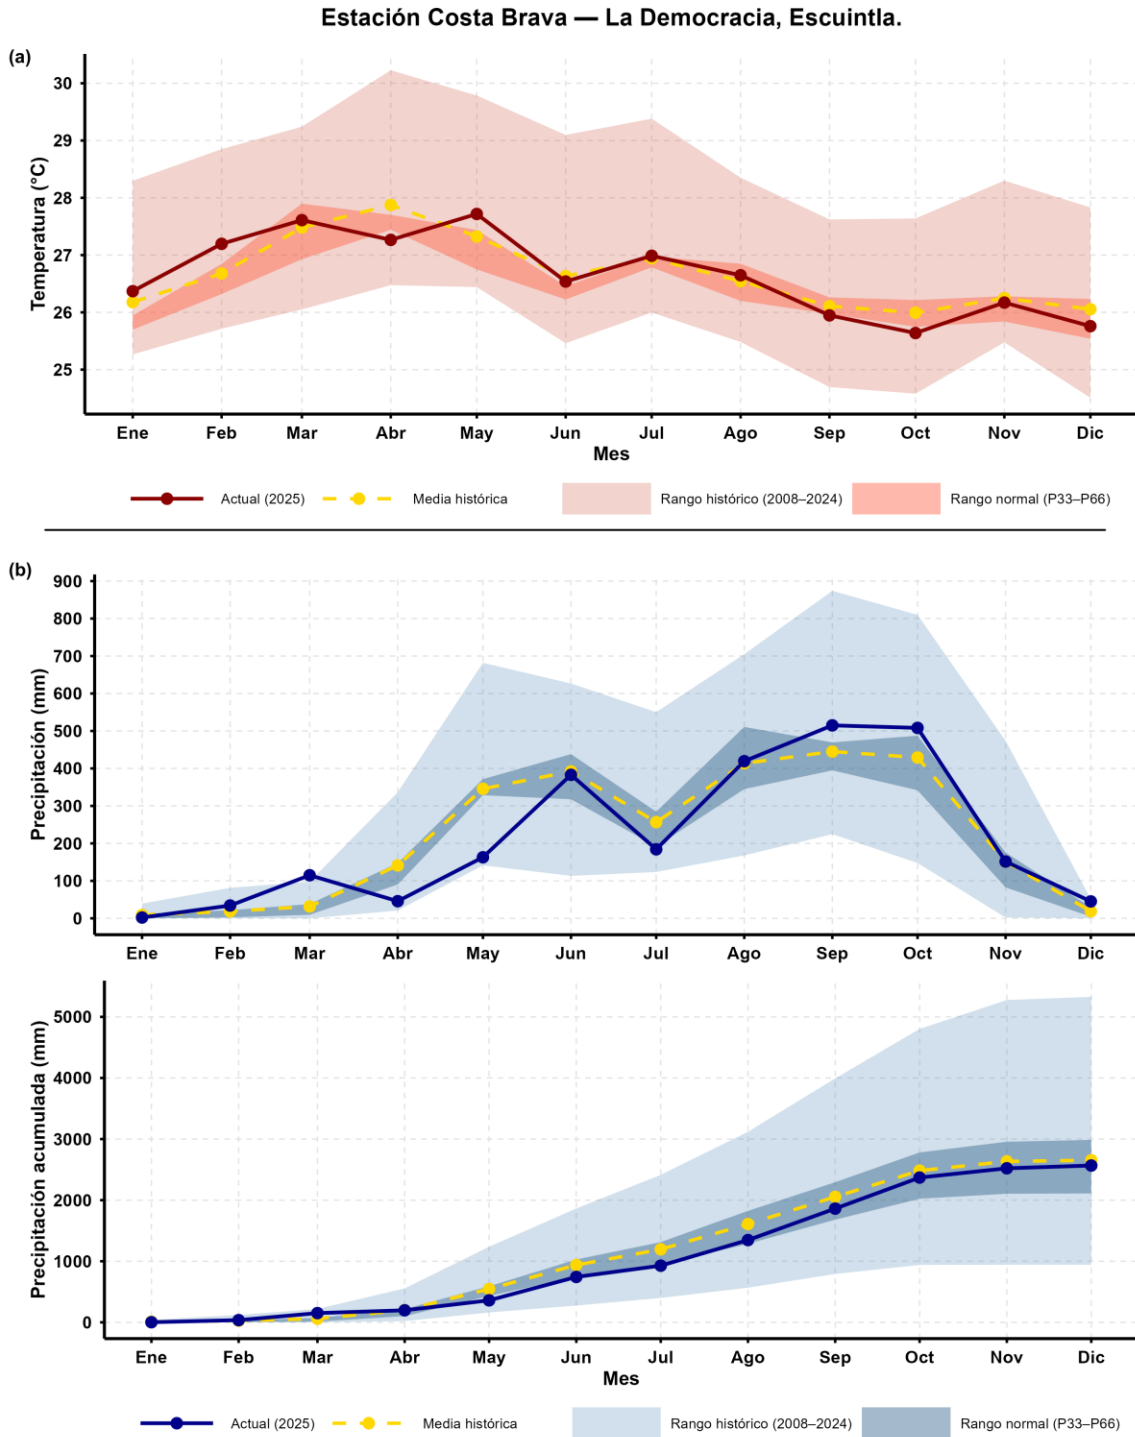 Estación Costa Brava — La Democracia, Escuintla.
(a)
Temperatura (°C)
30
29
28
27
26
25
Ene Feb Mar Abr May Jun Jul Ago Sep Oct Nov Dic
Mes
Actual (2025) Media histórica Rango histórico (2008–2024) Rango normal (P33–P66)
(b)
Precipitación (mm)
900
800
700
600
500
400
300
200
100
0
Ene Feb Mar Abr May Jun Jul Ago Sep Oct Nov Dic
Precipitación acumulada (mm)
5000
4000
3000
2000
1000
0
Ene Feb Mar Abr May Jun Jul Ago Sep Oct Nov Dic
Mes
Actual (2025) Media histórica Rango histórico (2008–2024) Rango normal (P33–P66)